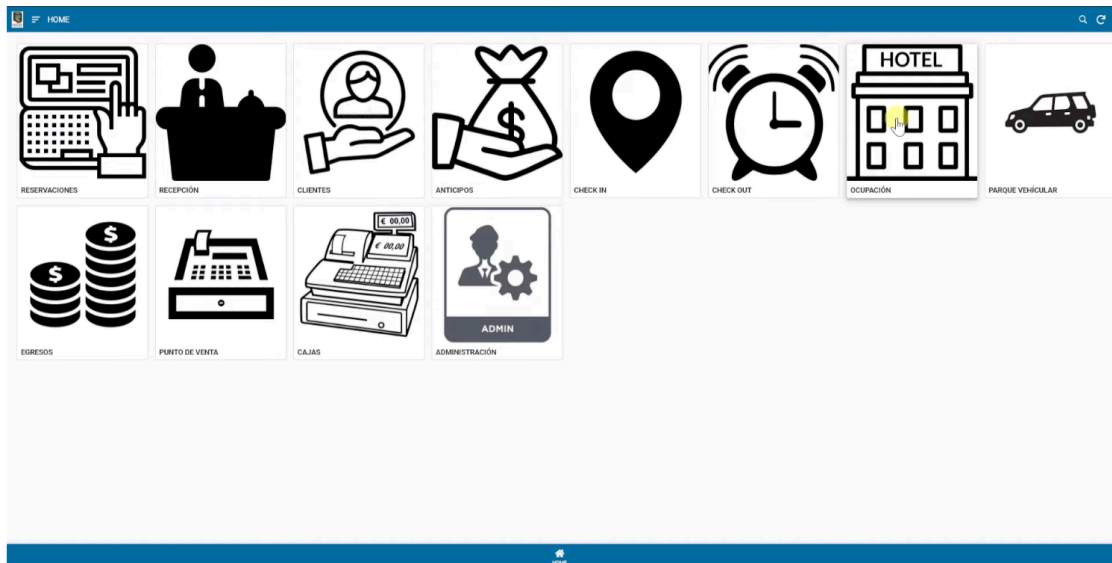 HOME
HOTEL
RESERVACIONES
RECEPCIÓN
CLIENTES
ANTICIPOS
CHECK IN
CHECK OUT
OCUPACIÓN
PARQUE VEHÍCULAR
€ 00,00
€ 00,00
ADMIN
EGRESOS
PUNTO DE VENTA
CAJAS
ADMINISTRACIÓN
HOME